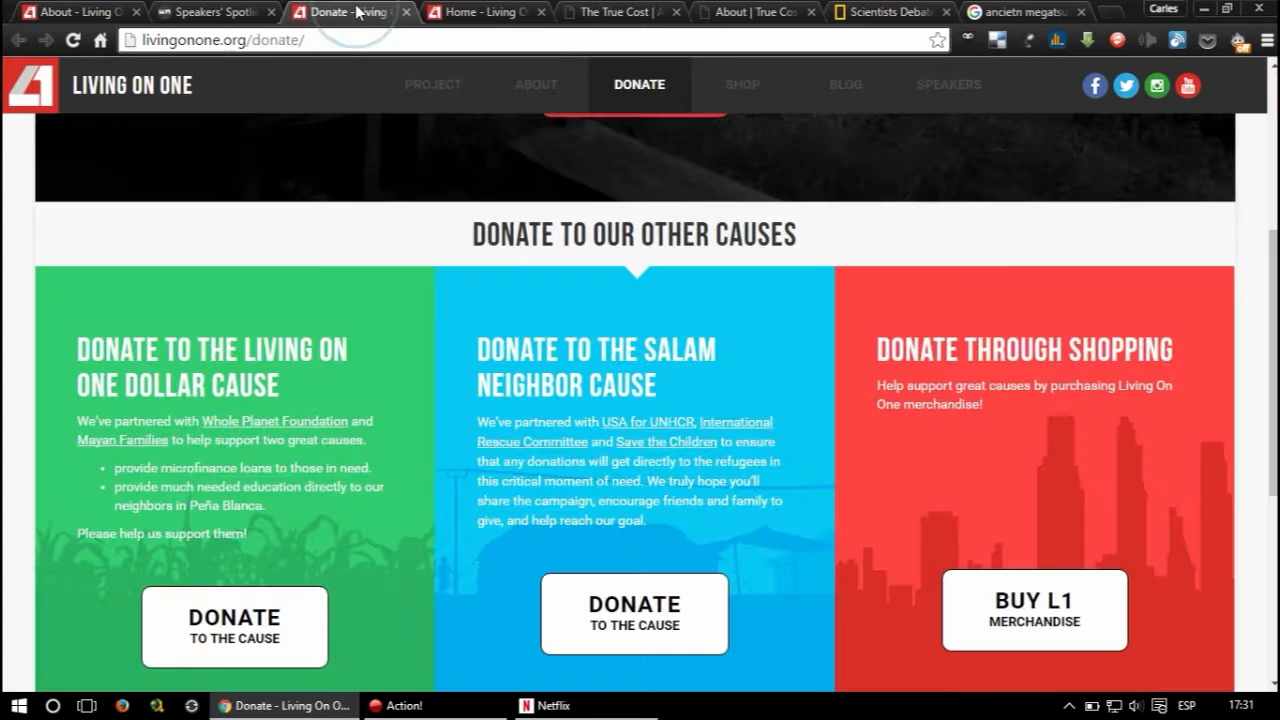 About - Living O
Speakers' Spotli
Donate - Living
Home - Living O
The True Cost | A
About | True Co
Scientists Debat
ancietn megatsu
Carles
livingonone.org/donate/
off
LIVING ON ONE
PROJECT
ABOUT
DONATE
SHOP
BLOG
SPEAKERS
You Tube
DONATE TO OUR OTHER CAUSES
DONATE TO THE LIVING ON
ONE DOLLAR CAUSE
We've partnered with Whole Planet Foundation and
Mayan Families to help support two great causes.
• provide microfinance loans to those in need.
• provide much needed education directly to our
neighbors in Peña Blanca.
Please help us support them!
DONATE
TO THE CAUSE
DONATE TO THE SALAM
NEIGHBOR CAUSE
We've partnered with USA for UNHCR, International
Rescue Committee and Save the Children to ensure
that any donations will get directly to the refugees in
this critical moment of need. We truly hope you'll
share the campaign, encourage friends and family to
give, and help reach our goal.
DONATE
TO THE CAUSE
DONATE THROUGH SHOPPING
Help support great causes by purchasing Living On
One merchandise!
BUY L1
MERCHANDISE
Donate - Living On O...
Action!
Netflix
ESP
17:31